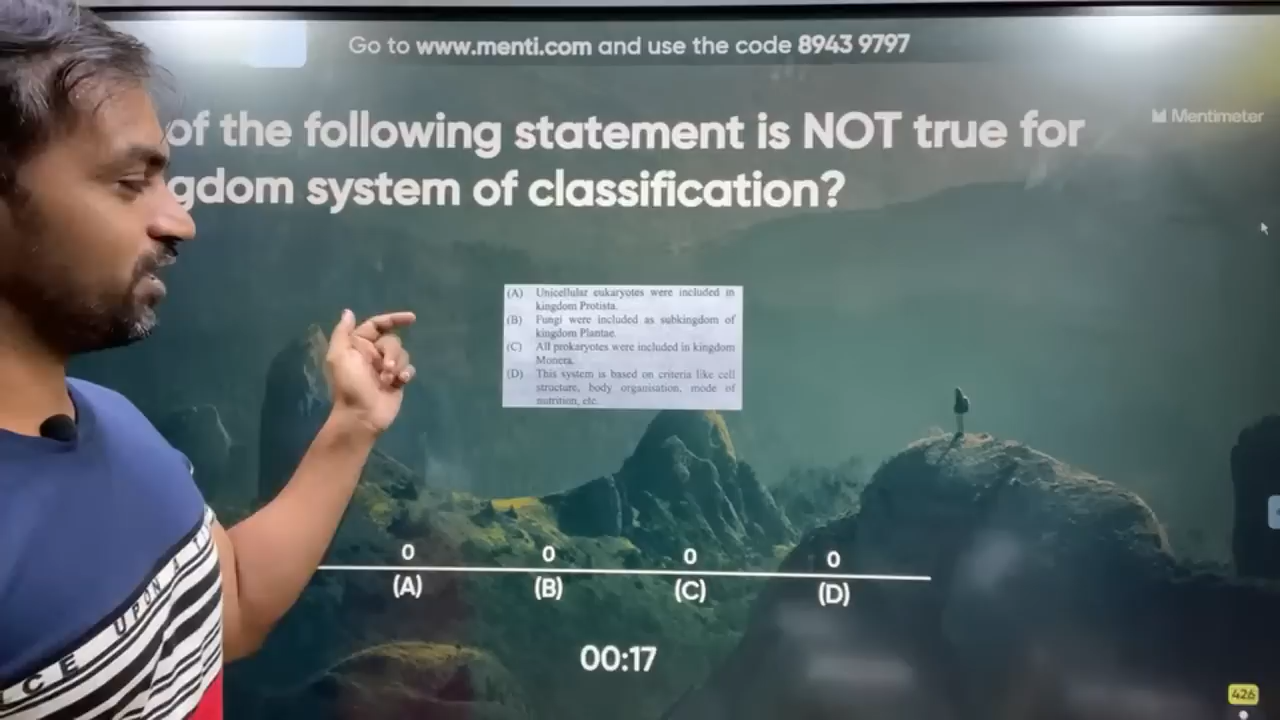 Go to www.menti.com and use the code 8943 9797
Mentimeter
of the following statement is NOT true for
gdom system of classification?
(A) Unicellular eukaryotes were included in
kingdom Protista.
(B) Fungi were included as subkingdom of
kingdom Plantae.
(C) All prokaryotes were included in kingdom
Monera.
(D) This system is based on criteria like cell
structure, body organisation, mode of
nutrition, etc.
0 0 0 0
(A) (B) (C) (D)
00:17
UPON A
ICE
426